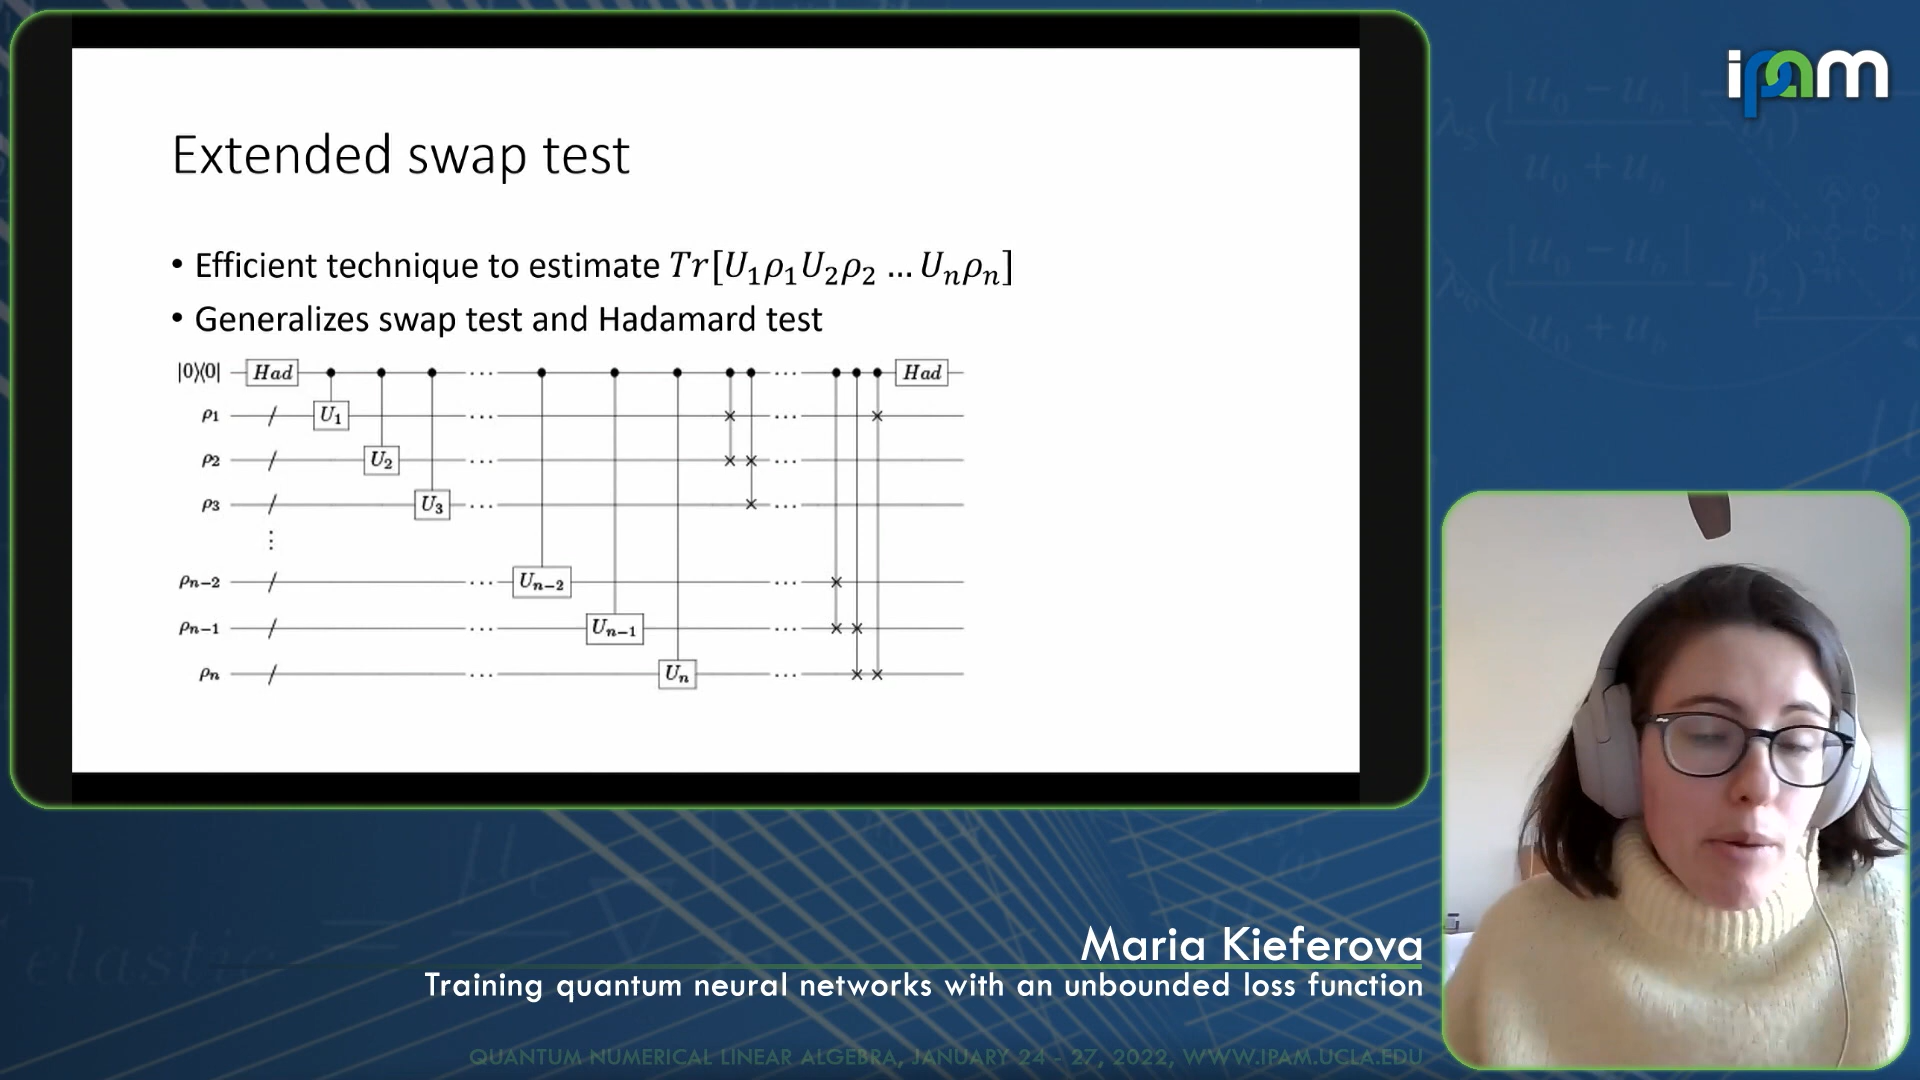 ipam
Extended swap test
• Efficient technique to estimate Tr[U₁ρ₁U₂ρ₂ … Uₙρₙ]
• Generalizes swap test and Hadamard test
|0⟩⟨0| Had ... ... Had
ρ₁ U₁ ... ...
ρ₂ U₂ ... ...
ρ₃ U₃ ... ...
⋮
ρₙ₋₂ ... Uₙ₋₂ ...
ρₙ₋₁ ... Uₙ₋₁ ...
ρₙ ... Uₙ ...
Maria Kieferova
Training quantum neural networks with an unbounded loss function
QUANTUM NUMERICAL LINEAR ALGEBRA, JANUARY 24 - 27, 2022, WWW.IPAM.UCLA.EDU
elastic =